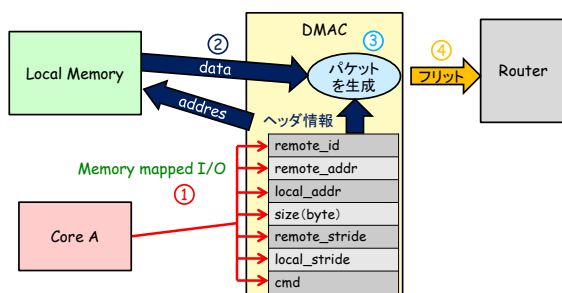 DMAC
②
③
④
Local Memory
data
パケット
を生成
フリット
Router
addres
ヘッダ情報
Memory mapped I/O
①
remote_id
remote_addr
local_addr
size(byte)
remote_stride
local_stride
cmd
Core A